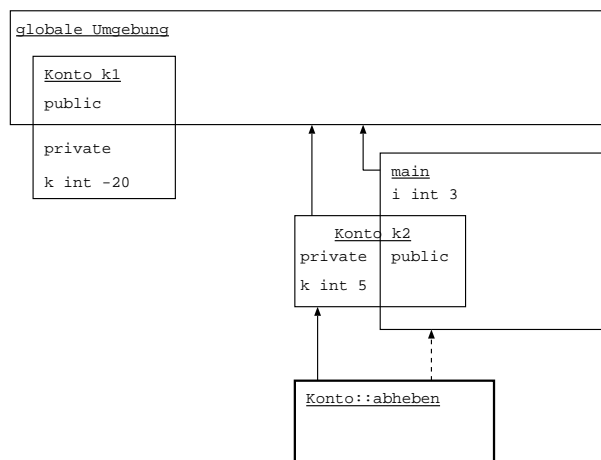 globale Umgebung
Konto k1
public
private
k int -20
main
i int 3
Konto k2
private public
k int 5
Konto::abheben